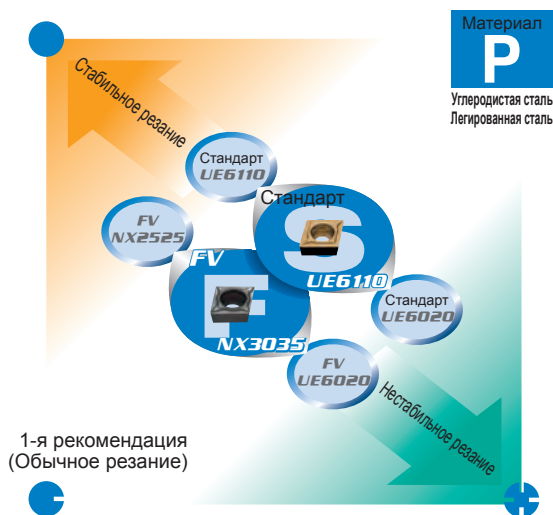 Материал
P
Углеродистая сталь
Легированная сталь
Стабильное резание
Стандарт
UE6110
FV
NX2525
Стандарт
S
UE6110
FV
F
NX3035
Стандарт
UE6020
FV
UE6020
Нестабильное резание
1-я рекомендация
(Обычное резание)